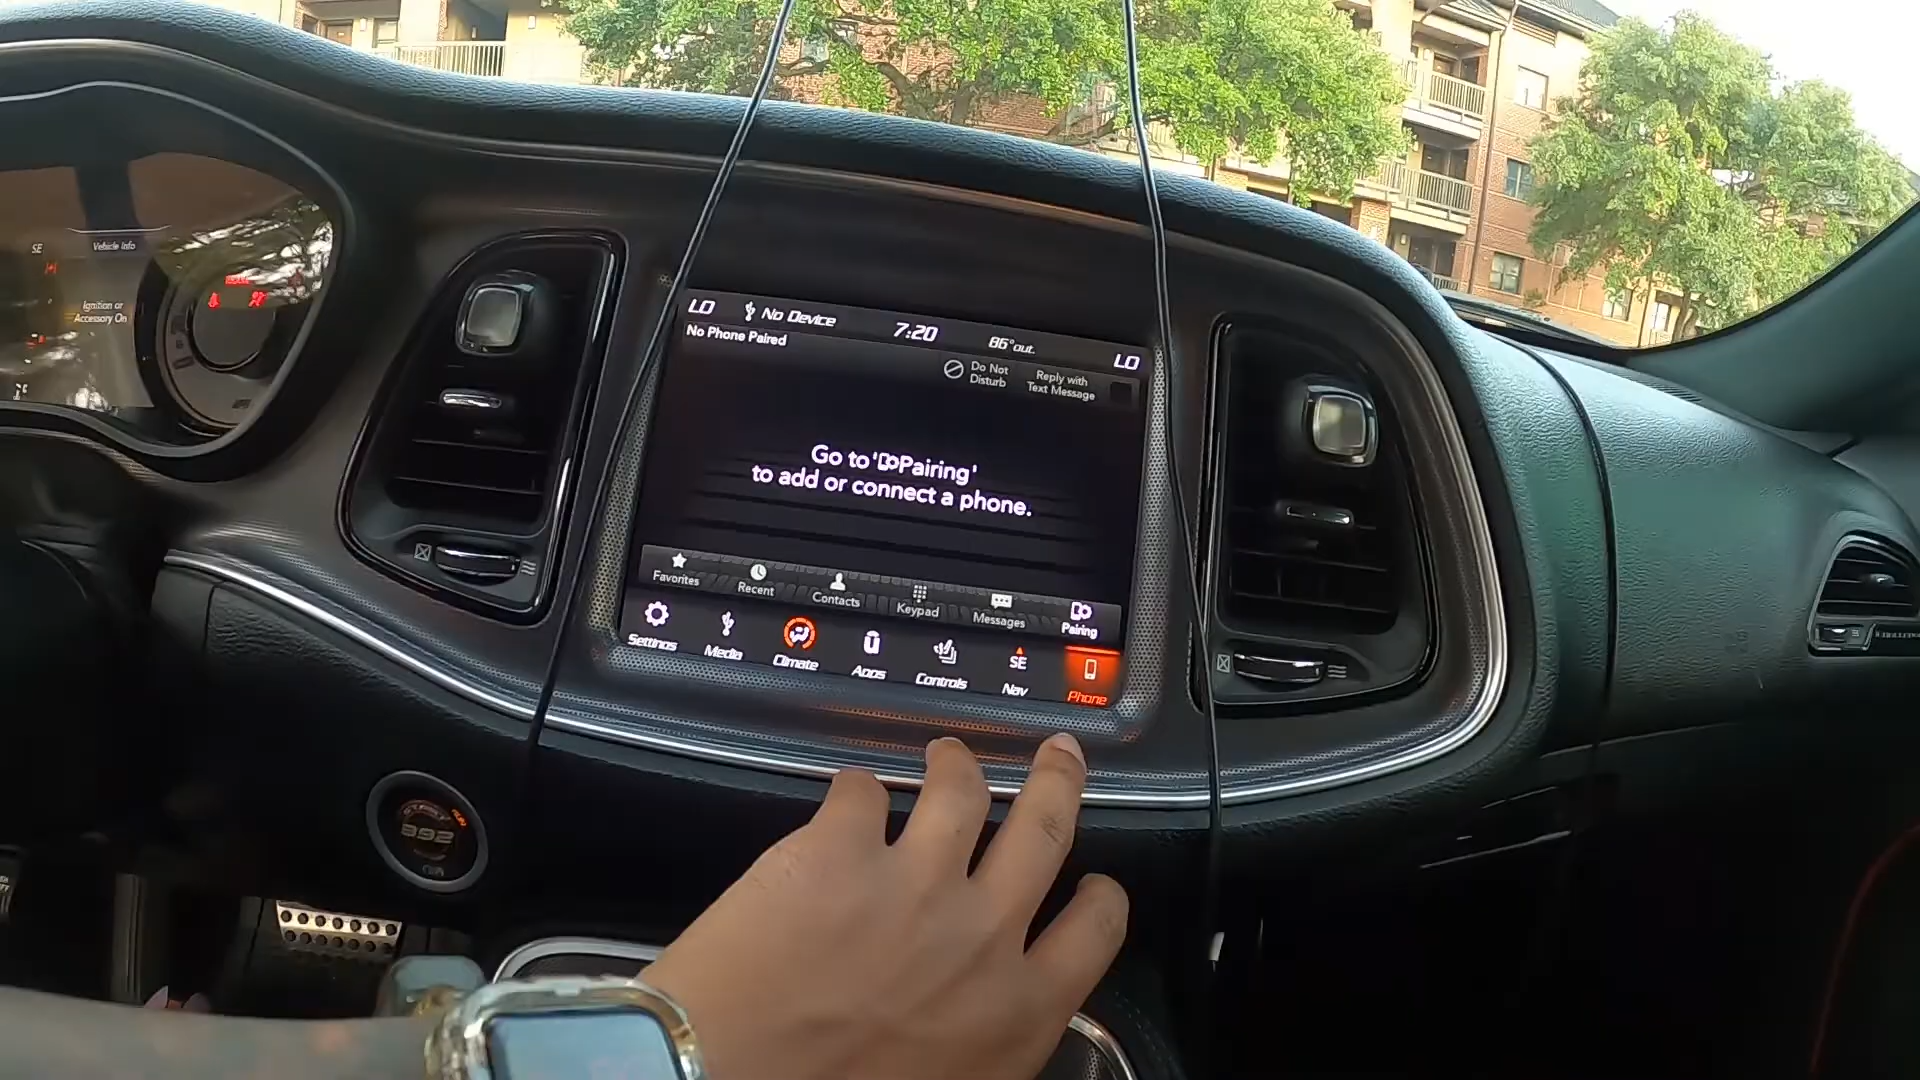 SE
Vehicle Info
Ignition or
Accessory On
LO
No Device
7:20
86°out.
LO
No Phone Paired
Do Not
Disturb
Reply with
Text Message
Go to 'Pairing'
to add or connect a phone.
Favorites
Recent
Contacts
Keypad
Messages
Pairing
Settings
Media
Climate
Apps
Controls
SE
Nav
Phone
392
RUN